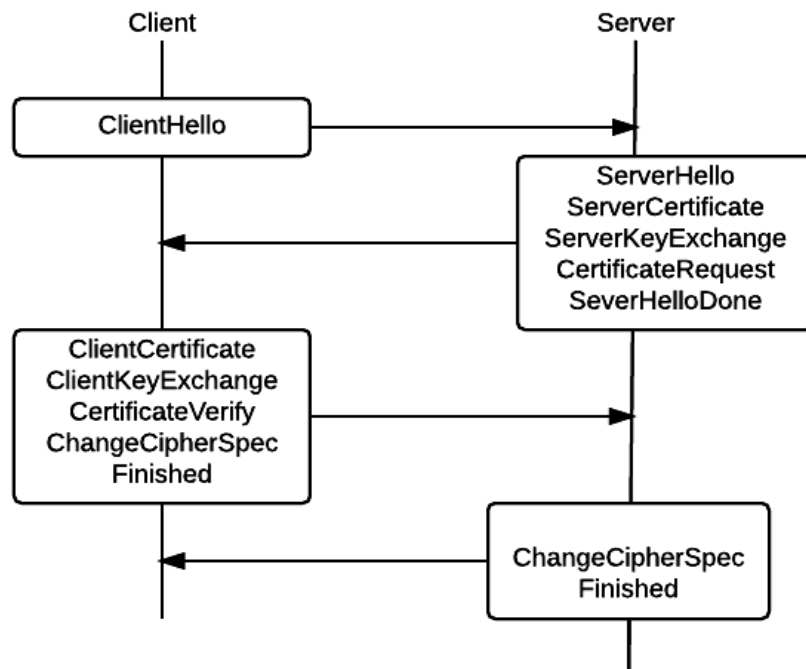 Client
Server
ClientHello
ServerHello
ServerCertificate
ServerKeyExchange
CertificateRequest
SeverHelloDone
ClientCertificate
ClientKeyExchange
CertificateVerify
ChangeCipherSpec
Finished
ChangeCipherSpec
Finished